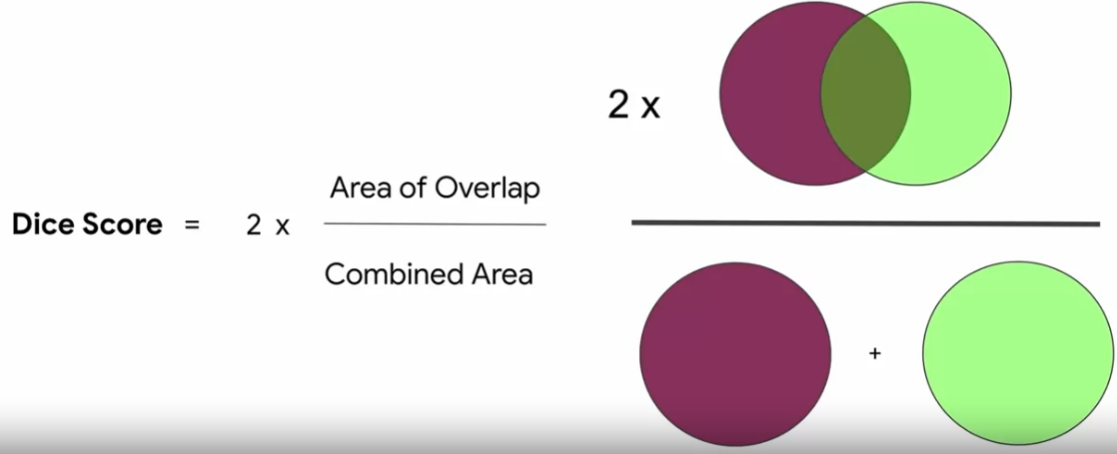 2 x
Area of Overlap
Dice Score = 2 x
Combined Area
+